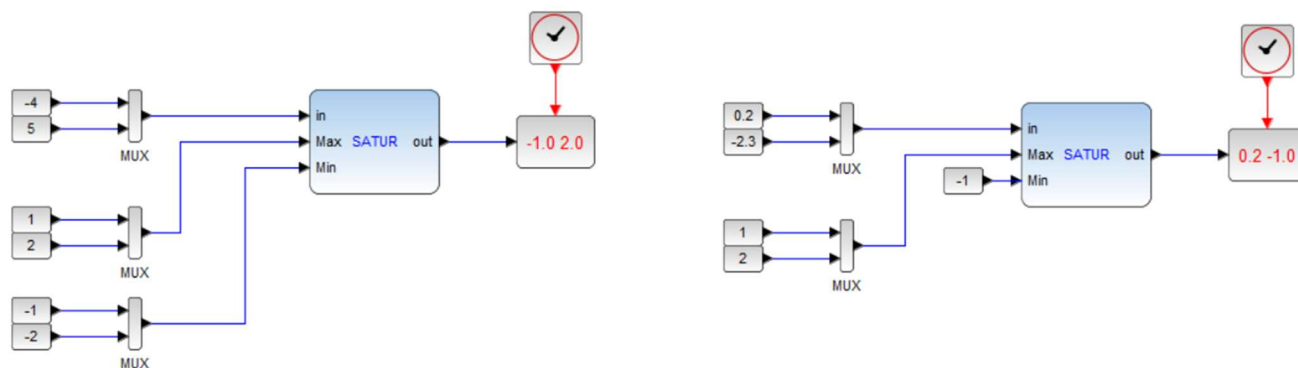 -4
5
MUX
in
Max SATUR out
Min
-1.0 2.0
1
2
MUX
-1
-2
MUX
0.2
-2.3
MUX
in
Max SATUR out
-1
Min
0.2 -1.0
1
2
MUX